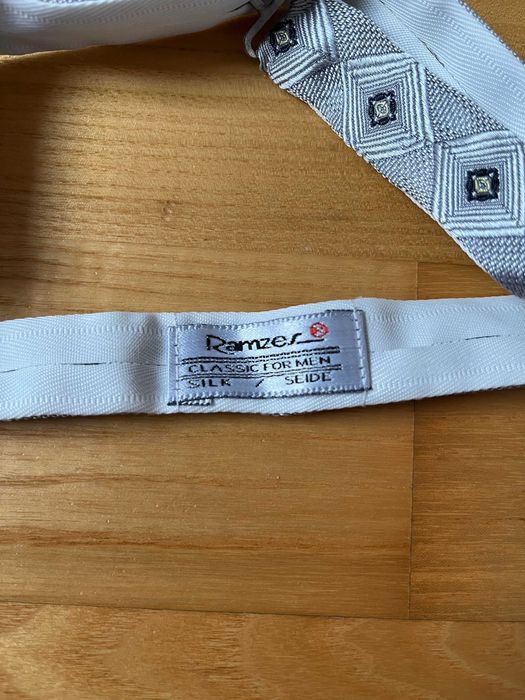 Ramzes
CLASSIC FOR MEN
SILK / SEIDE